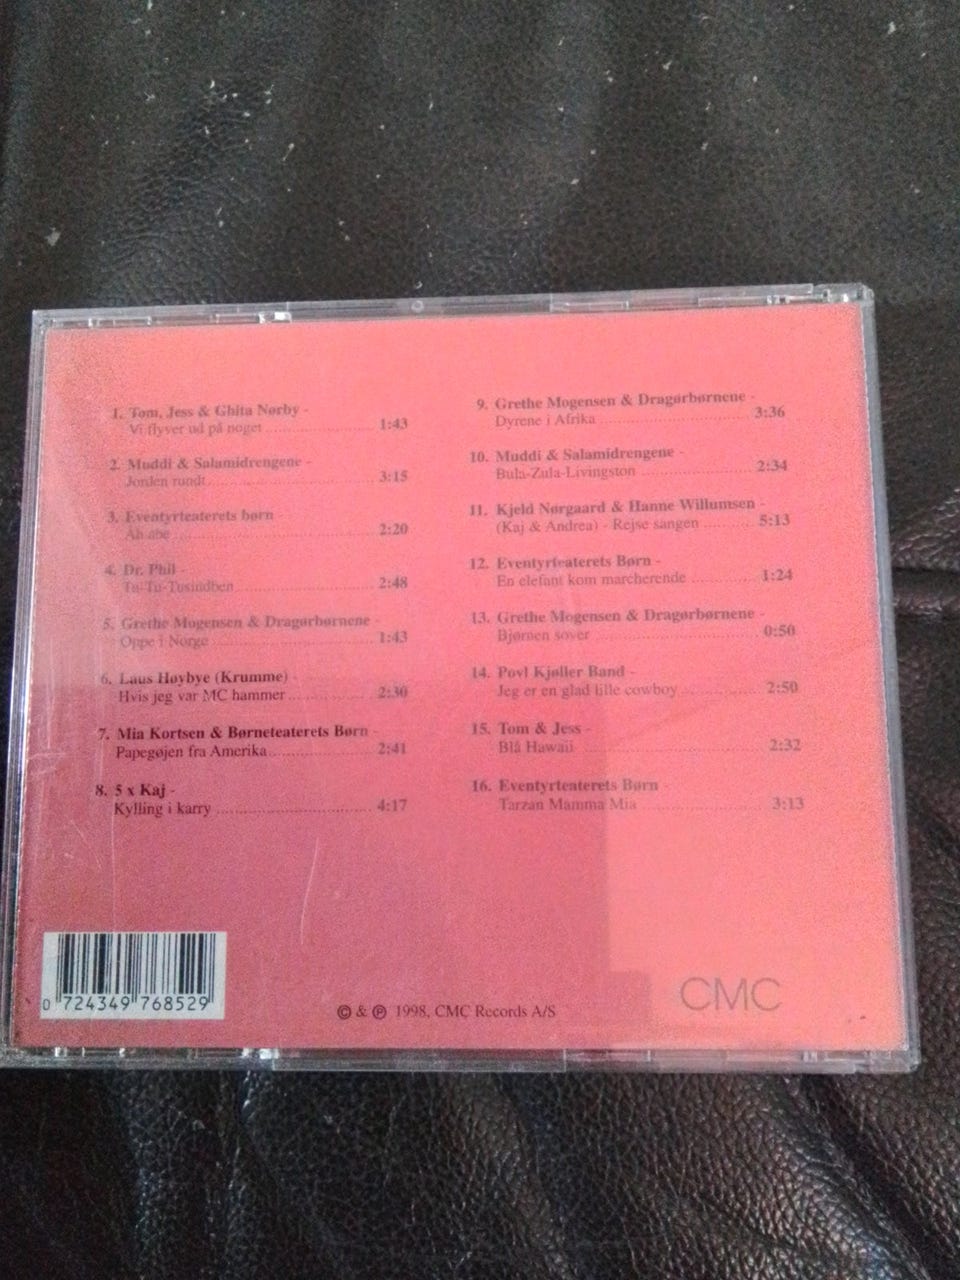 1. Tom, Jess & Ghita Nørby -
Vi flyver ud på noget .................... 1:43
2. Muddi & Salamidrengene -
Jorden rundt .................... 3:15
3. Eventyrteaterets børn -
Ah abe .................... 2:20
4. Dr. Phil -
Tu-Tu-Tusindben .................... 2:48
5. Grethe Mogensen & Dragørbørnene -
Oppe i Norge .................... 1:43
6. Laus Høybye (Krumme) -
Hvis jeg var MC hammer .................... 2:30
7. Mia Kortsen & Børneteaterets Børn -
Papegøjen fra Amerika .................... 2:41
8. 5 x Kaj -
Kylling i karry .................... 4:17
9. Grethe Mogensen & Dragørbørnene -
Dyrene i Afrika .................... 3:36
10. Muddi & Salamidrengene -
Bula-Zula-Livingston .................... 2:34
11. Kjeld Nørgaard & Hanne Willumsen -
(Kaj & Andrea) - Rejse sangen .................... 5:13
12. Eventyrteaterets Børn -
En elefant kom marcherende .................... 1:24
13. Grethe Mogensen & Dragørbørnene -
Bjørnen sover .................... 0:50
14. Povl Kjøller Band -
Jeg er en glad lille cowboy .................... 2:50
15. Tom & Jess -
Blå Hawaii .................... 2:32
16. Eventyrteaterets Børn -
Tarzan Mamma Mia .................... 3:13
0 724349 768529
© & ℗ 1998, CMC Records A/S
CMC